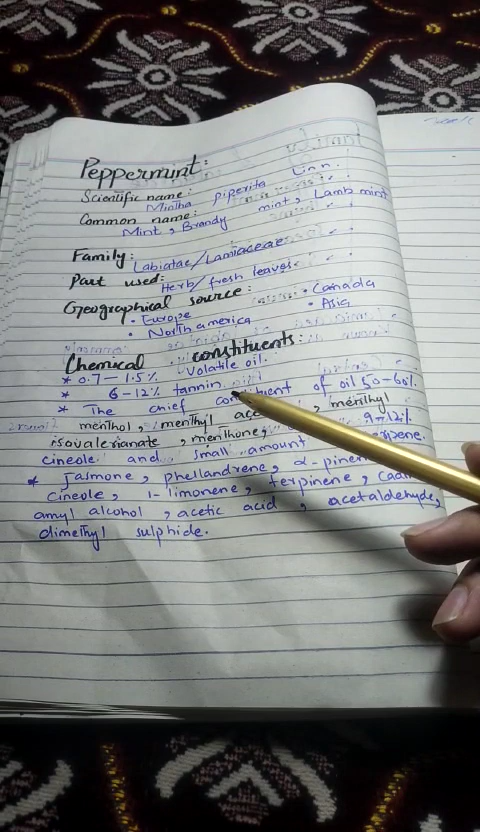 Peppermint:
Scientific name:
Mintha piperita Linn.
Common name:
Mint, Brandy mint, Lamb mint
Family:
Labiatae/Lamiaceae
Part used:
Herb/fresh leaves
Geographical source:
• Europe • Canada
• North america • Asia
Chemical constituents:
* 0.7-1.5% Volatile oil.
* 6-12% tannin
* The chief of oil 50-60%
menthol, menthyl, menthyl
isovalerianate, menthone, 9-12%
cineole and small amount
* Jasmone, phellandrene, α-pinen
Cineole, l-limonene, terpinene,
amyl alcohol, acetic acid, acetaldehyde,
dimethyl sulphide.